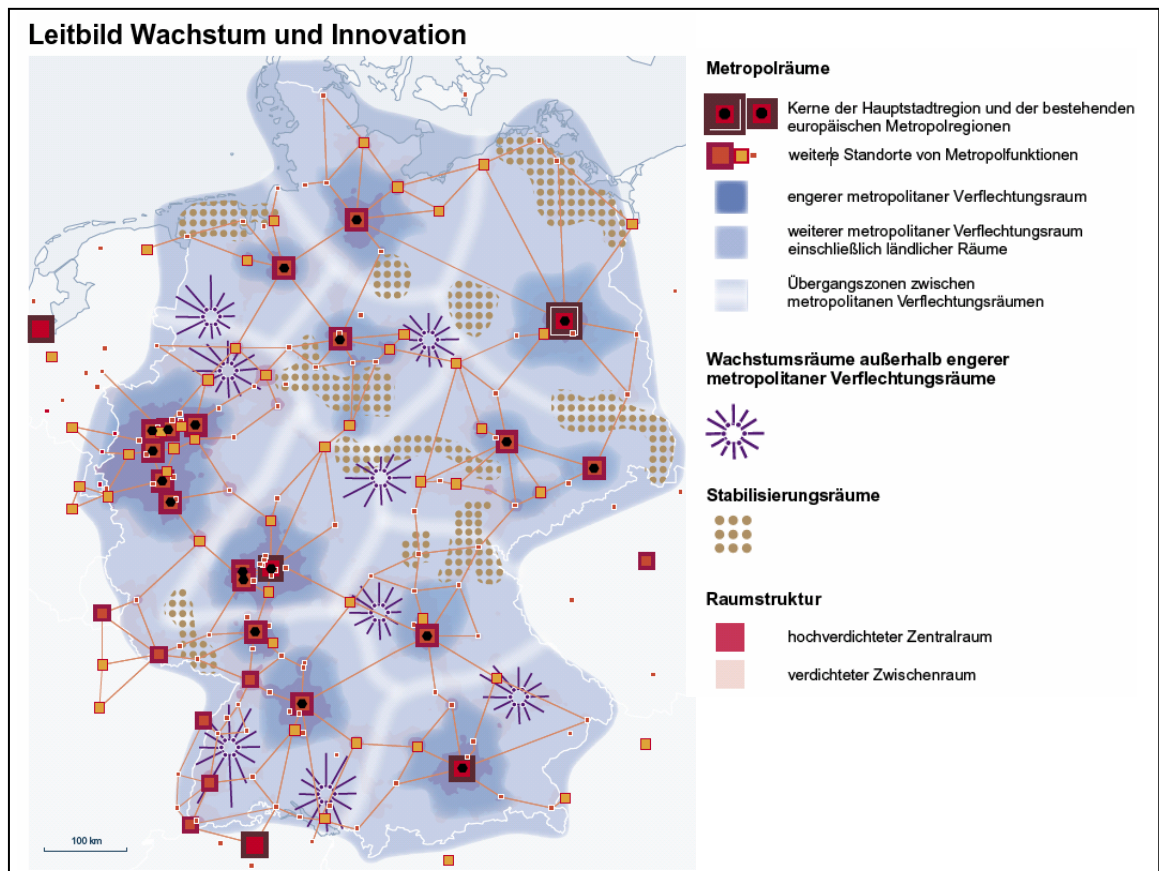 Leitbild Wachstum und Innovation
Metropolräume
Kerne der Hauptstadtregion und der bestehenden
europäischen Metropolregionen
weitere Standorte von Metropolfunktionen
engerer metropolitaner Verflechtungsraum
weiterer metropolitaner Verflechtungsraum
einschließlich ländlicher Räume
Übergangszonen zwischen
metropolitanen Verflechtungsräumen
Wachstumsräume außerhalb engerer
metropolitaner Verflechtungsräume
Stabilisierungsräume
Raumstruktur
hochverdichteter Zentralraum
verdichteter Zwischenraum
100 km